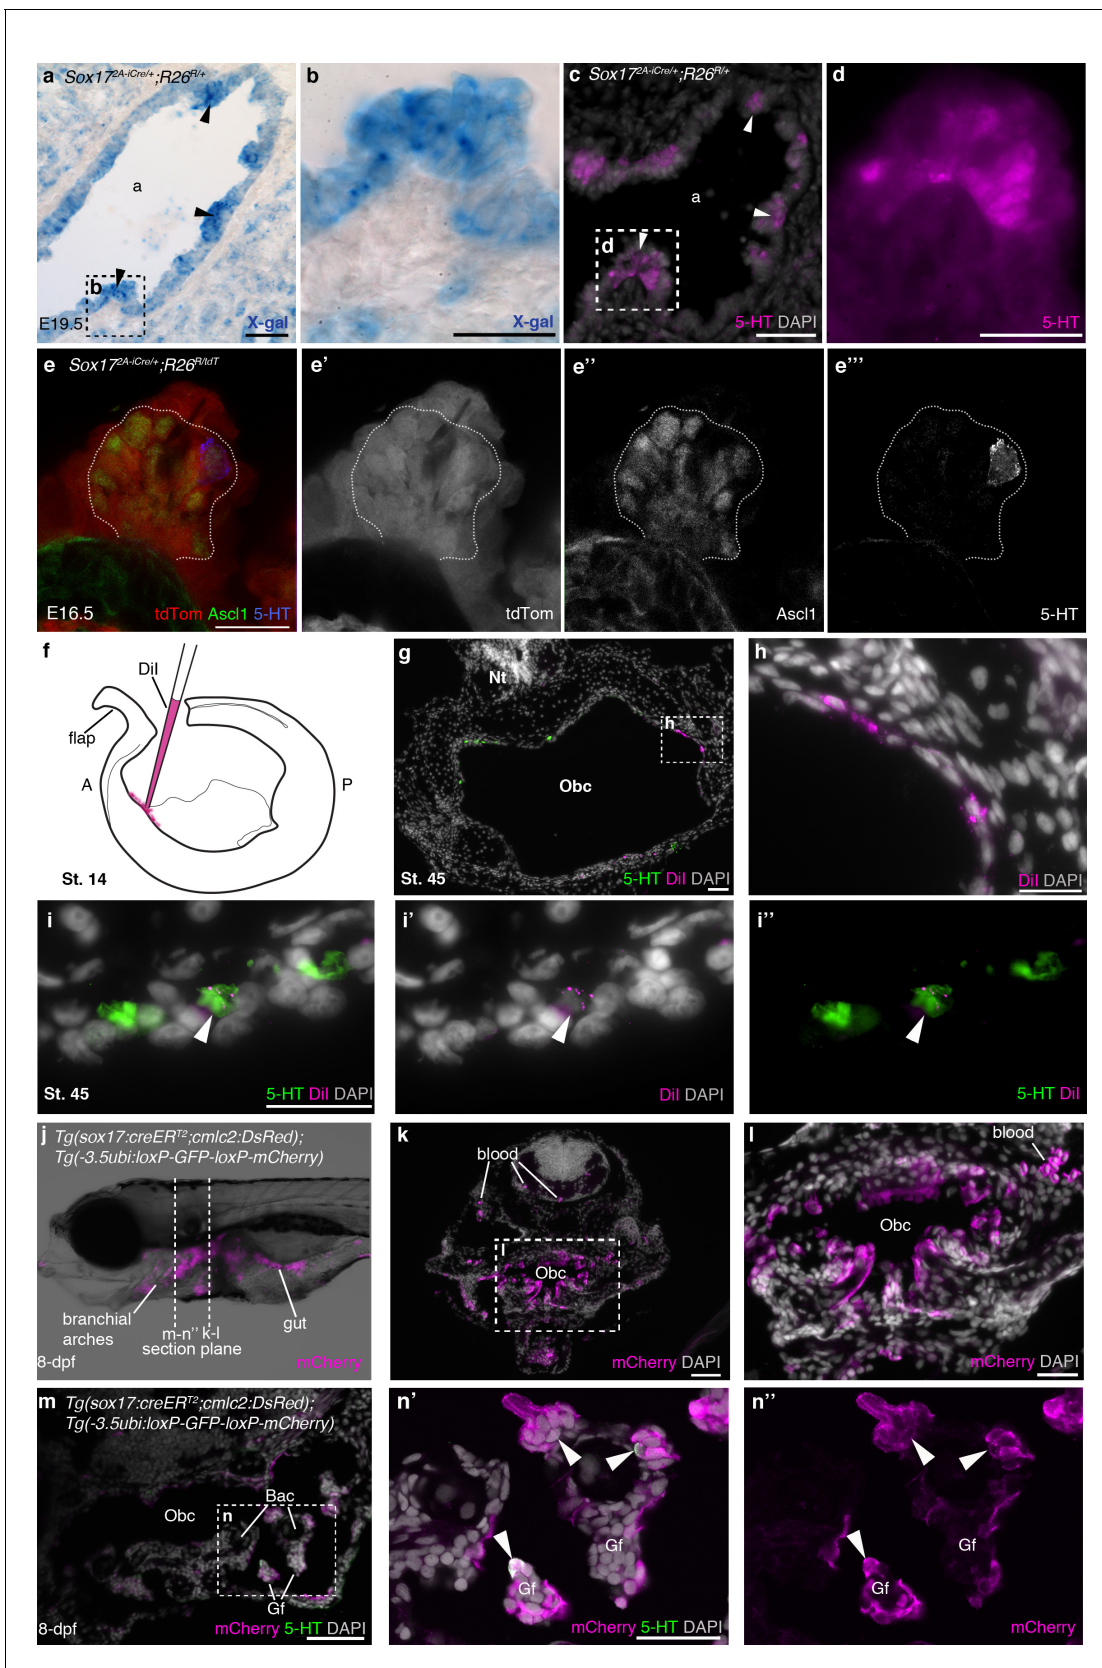 a Sox17^2A-iCre/+;R26^R/+
a
b
E19.5
X-gal
b
X-gal
c Sox17^2A-iCre/+;R26^R/+
a
d
5-HT DAPI
d
5-HT
e Sox17^2A-iCre/+;R26^R/tdT
E16.5
tdTom Ascl1 5-HT
e'
tdTom
e''
Ascl1
e'''
5-HT
f
DiI
flap
A
P
St. 14
g
Nt
h
Obc
St. 45
5-HT DiI DAPI
h
DiI DAPI
i
St. 45
5-HT DiI DAPI
i'
DiI DAPI
i''
5-HT DiI
j Tg(sox17:creER^T2;cmlc2:DsRed);
Tg(-3.5ubi:loxP-GFP-loxP-mCherry)
branchial
arches
gut
m-n'' k-l
section plane
8-dpf
mCherry
k
blood
l
Obc
mCherry DAPI
l
blood
Obc
mCherry DAPI
m Tg(sox17:creER^T2;cmlc2:DsRed);
Tg(-3.5ubi:loxP-GFP-loxP-mCherry)
Bac
Obc
n
Gf
8-dpf
mCherry 5-HT DAPI
n'
Gf
Gf
mCherry 5-HT DAPI
n''
Gf
Gf
mCherry